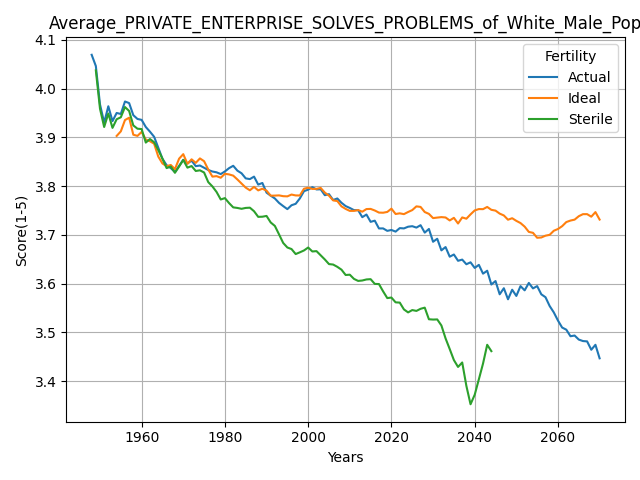 Average_PRIVATE_ENTERPRISE_SOLVES_PROBLEMS_of_White_Male_Pop
4.1
4.0
3.9
3.8
3.7
3.6
3.5
3.4
Score(1-5)
Fertility
Actual
Ideal
Sterile
1960 1980 2000 2020 2040 2060
Years